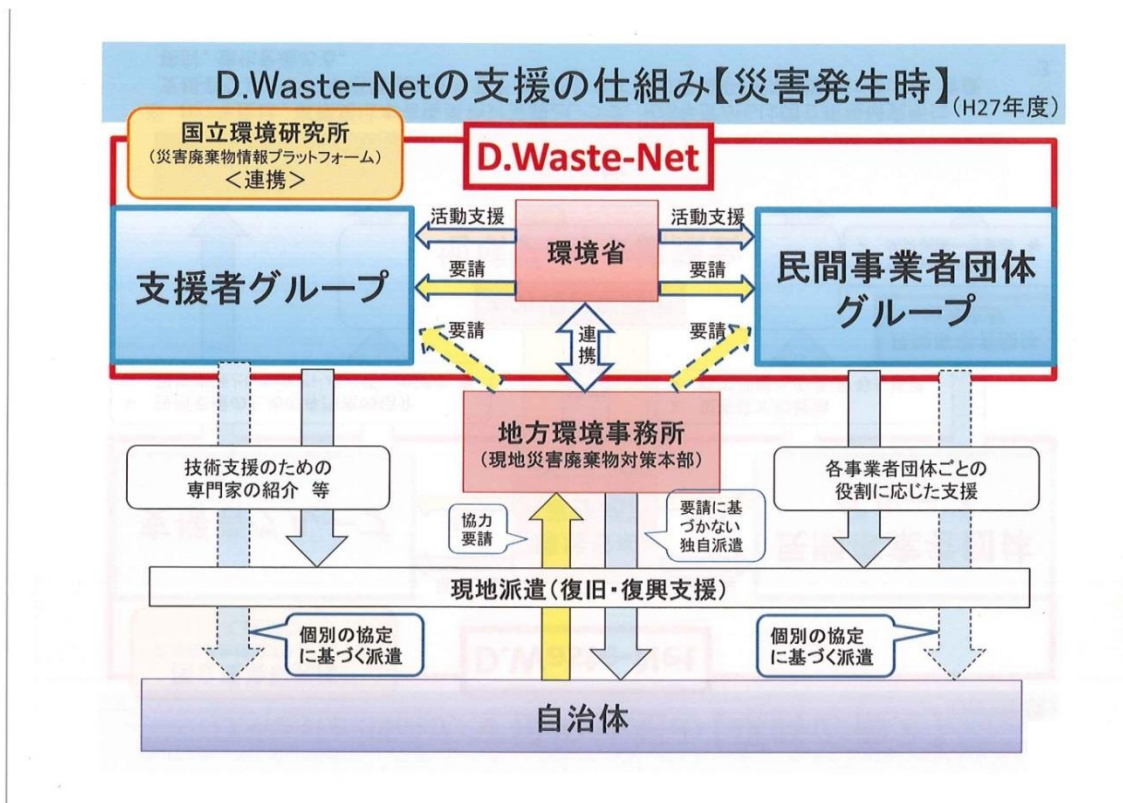 D.Waste-Netの支援の仕組み【災害発生時】(H27年度)
国立環境研究所
(災害廃棄物情報プラットフォーム)
<連携>
D.Waste-Net
支援者グループ
活動支援
要請
環境省
活動支援
要請
民間事業者団体
グループ
要請
連
携
要請
地方環境事務所
(現地災害廃棄物対策本部)
技術支援のための
専門家の紹介 等
協力
要請
要請に基
づかない
独自派遣
各事業者団体ごとの
役割に応じた支援
現地派遣(復旧・復興支援)
個別の協定
に基づく派遣
個別の協定
に基づく派遣
自治体